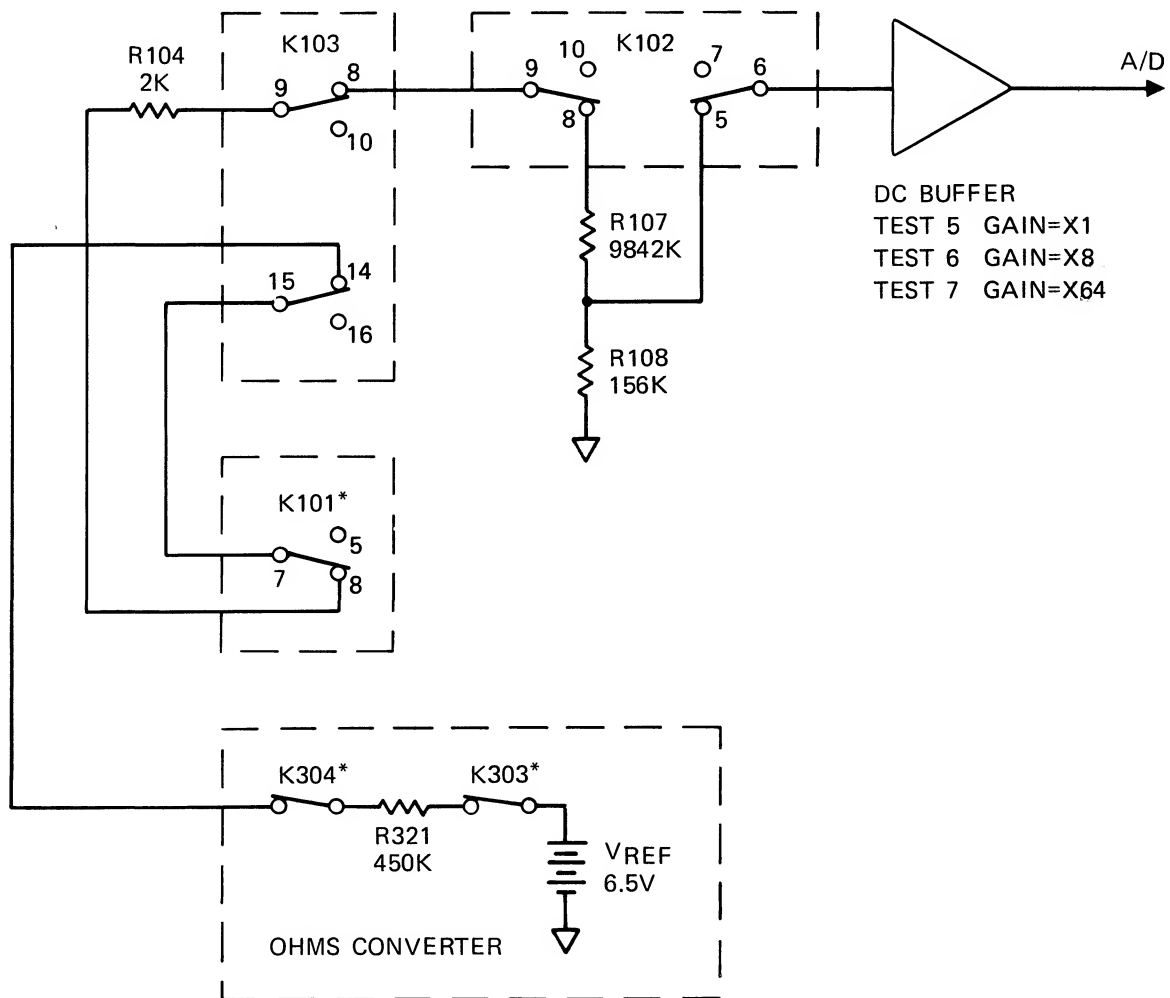 K103
R104
2K
9
8
10
K102
10
9
8
7
6
5
A/D
DC BUFFER
TEST 5 GAIN=X1
TEST 6 GAIN=X8
TEST 7 GAIN=X64
R107
9842K
R108
156K
15
14
16
K101*
5
7
8
K304*
K303*
R321
450K
VREF
6.5V
OHMS CONVERTER